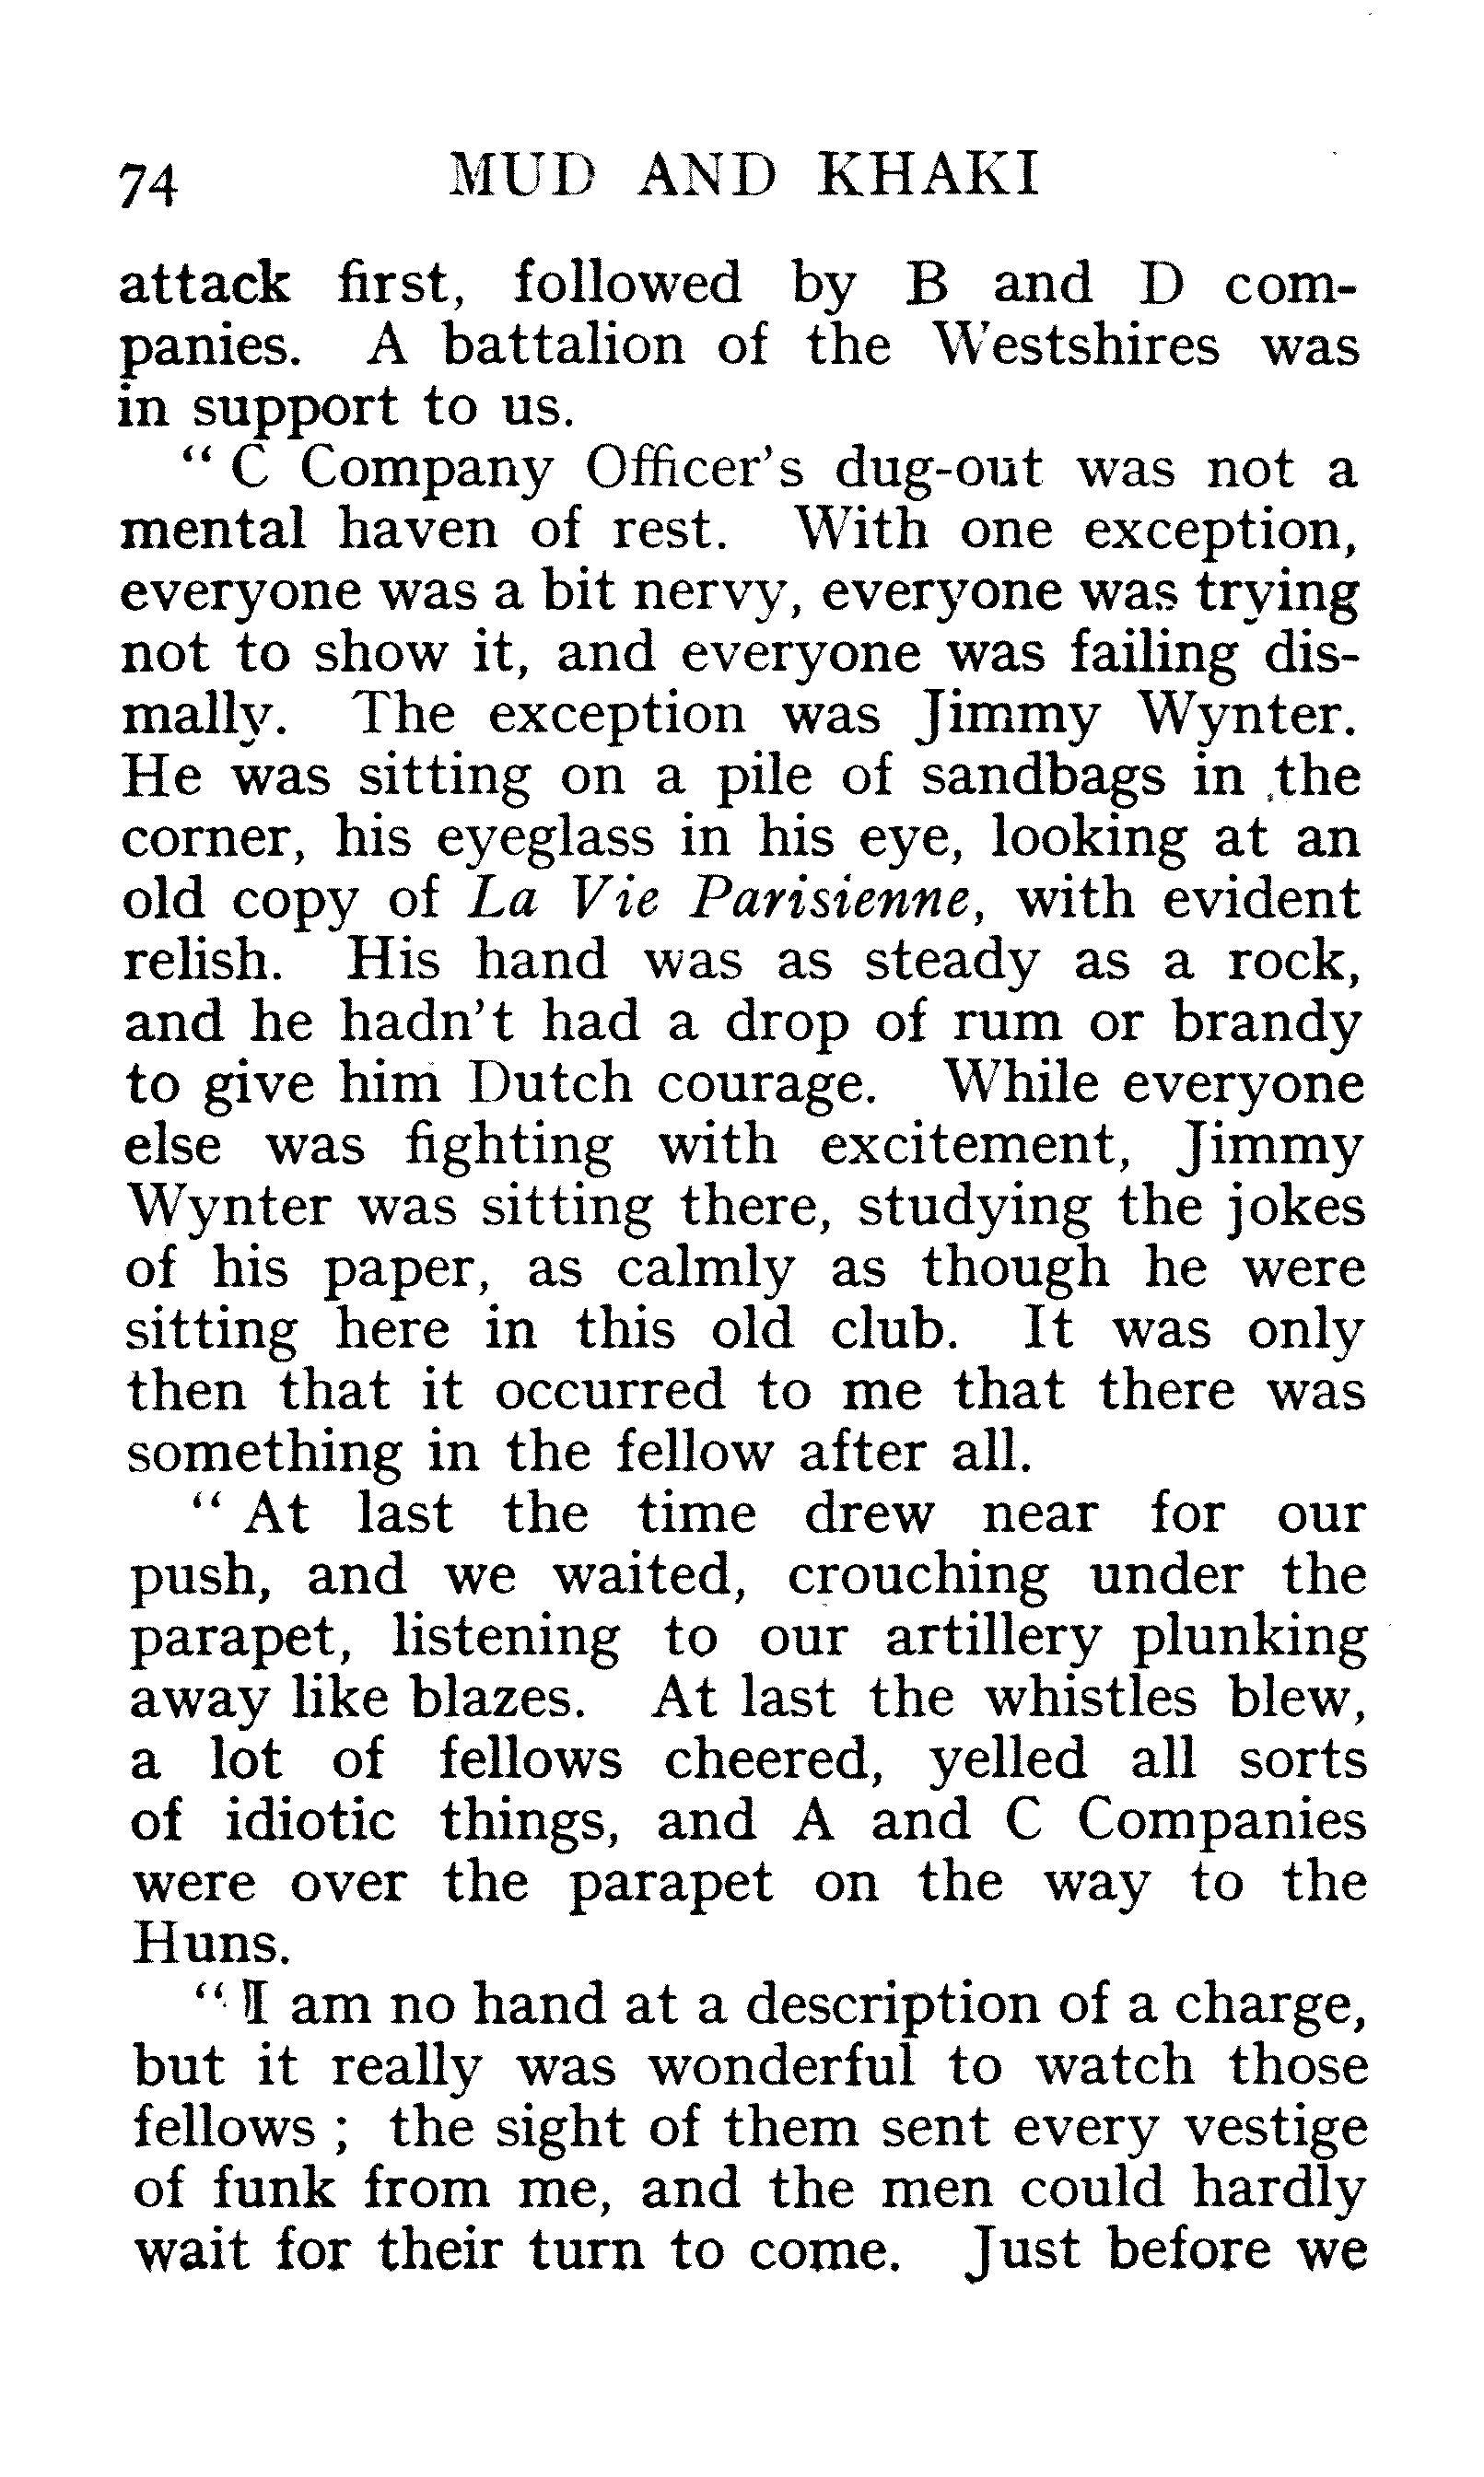 74 MUD AND KHAKI
attack first, followed by B and D com-
panies. A battalion of the Westshires was
in support to us.
“ C Company Officer’s dug-out was not a
mental haven of rest. With one exception,
everyone was a bit nervy, everyone was trying
not to show it, and everyone was failing dis-
mally. The exception was Jimmy Wynter.
He was sitting on a pile of sandbags in the
corner, his eyeglass in his eye, looking at an
old copy of La Vie Parisienne, with evident
relish. His hand was as steady as a rock,
and he hadn’t had a drop of rum or brandy
to give him Dutch courage. While everyone
else was fighting with excitement, Jimmy
Wynter was sitting there, studying the jokes
of his paper, as calmly as though he were
sitting here in this old club. It was only
then that it occurred to me that there was
something in the fellow after all.
“ At last the time drew near for our
push, and we waited, crouching under the
parapet, listening to our artillery plunking
away like blazes. At last the whistles blew,
a lot of fellows cheered, yelled all sorts
of idiotic things, and A and C Companies
were over the parapet on the way to the
Huns.
“ I am no hand at a description of a charge,
but it really was wonderful to watch those
fellows ; the sight of them sent every vestige
of funk from me, and the men could hardly
wait for their turn to come. Just before we